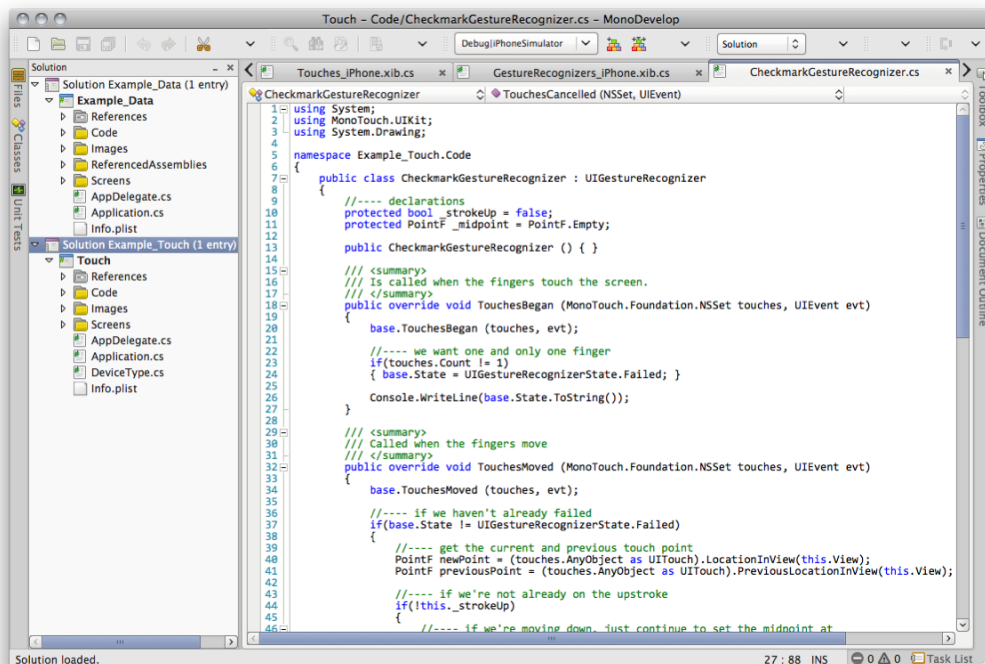 Touch – Code/CheckmarkGestureRecognizer.cs – MonoDevelop
Debug|iPhoneSimulator
Solution
Files
Classes
Unit Tests
Solution
Solution Example_Data (1 entry)
Example_Data
References
Code
Images
ReferencedAssemblies
Screens
AppDelegate.cs
Application.cs
Info.plist
Solution Example_Touch (1 entry)
Touch
References
Code
Images
Screens
AppDelegate.cs
Application.cs
DeviceType.cs
Info.plist
Touches_iPhone.xib.cs
GestureRecognizers_iPhone.xib.cs
CheckmarkGestureRecognizer.cs
CheckmarkGestureRecognizer
TouchesCancelled (NSSet, UIEvent)
1 using System;
2 using MonoTouch.UIKit;
3 using System.Drawing;
4
5 namespace Example_Touch.Code
6 {
7 public class CheckmarkGestureRecognizer : UIGestureRecognizer
8 {
9 //---- declarations
10 protected bool _strokeUp = false;
11 protected PointF _midpoint = PointF.Empty;
12
13 public CheckmarkGestureRecognizer () { }
14
15 /// <summary>
16 /// Is called when the fingers touch the screen.
17 /// </summary>
18 public override void TouchesBegan (MonoTouch.Foundation.NSSet touches, UIEvent evt)
19 {
20 base.TouchesBegan (touches, evt);
21
22 //---- we want one and only one finger
23 if(touches.Count != 1)
24 { base.State = UIGestureRecognizerState.Failed; }
25
26 Console.WriteLine(base.State.ToString());
27 }
28
29 /// <summary>
30 /// Called when the fingers move
31 /// </summary>
32 public override void TouchesMoved (MonoTouch.Foundation.NSSet touches, UIEvent evt)
33 {
34 base.TouchesMoved (touches, evt);
35
36 //---- if we haven't already failed
37 if(base.State != UIGestureRecognizerState.Failed)
38 {
39 //---- get the current and previous touch point
40 PointF newPoint = (touches.AnyObject as UITouch).LocationInView(this.View);
41 PointF previousPoint = (touches.AnyObject as UITouch).PreviousLocationInView(this.View);
42
43 //---- if we're not already on the upstroke
44 if(!this._strokeUp)
45 {
46 //---- if we're moving down, just continue to set the midpoint at
Toolbox
Properties
Document Outline
Solution loaded.
27 : 88 INS
0 0 Task List